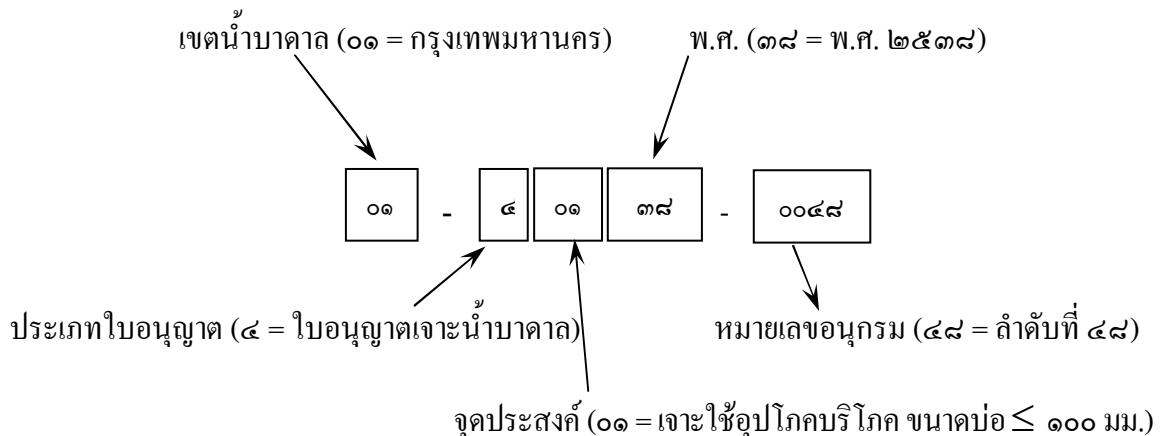 เขตน้ำบาดาล (๐๑ = กรุงเทพมหานคร) พ.ศ. (๓๘ = พ.ศ. ๒๕๓๘)
๐๑ - ๔ ๐๑ ๓๘ - ๐๐๔๘
ประเภทใบอนุญาต (๔ = ใบอนุญาตเจาะน้ำบาดาล) หมายเลขอนุกรม (๔๘ = ลำดับที่ ๔๘)
จุดประสงค์ (๐๑ = เจาะใช้อุปโภคบริโภค ขนาดบ่อ ≤ ๑๐๐ มม.)